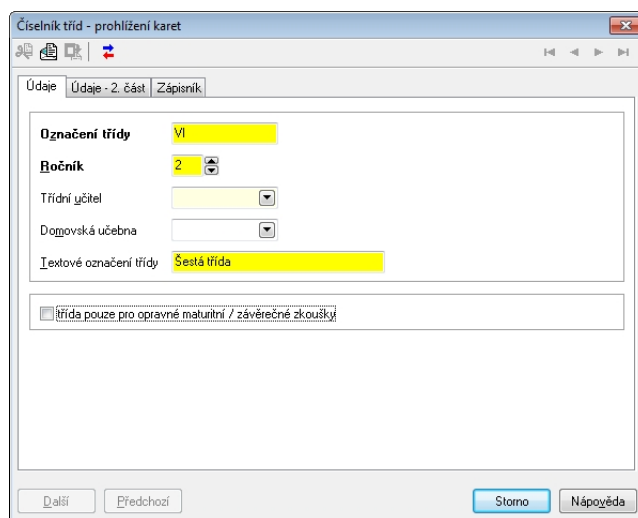 Číselník tříd - prohlížení karet
Údaje Údaje - 2. část Zápisník
Označení třídy VI
Ročník 2
Třídní učitel
Domovská učebna
Textové označení třídy Šestá třída
třída pouze pro opravné maturitní / závěrečné zkoušky
Další Předchozí Storno Nápověda